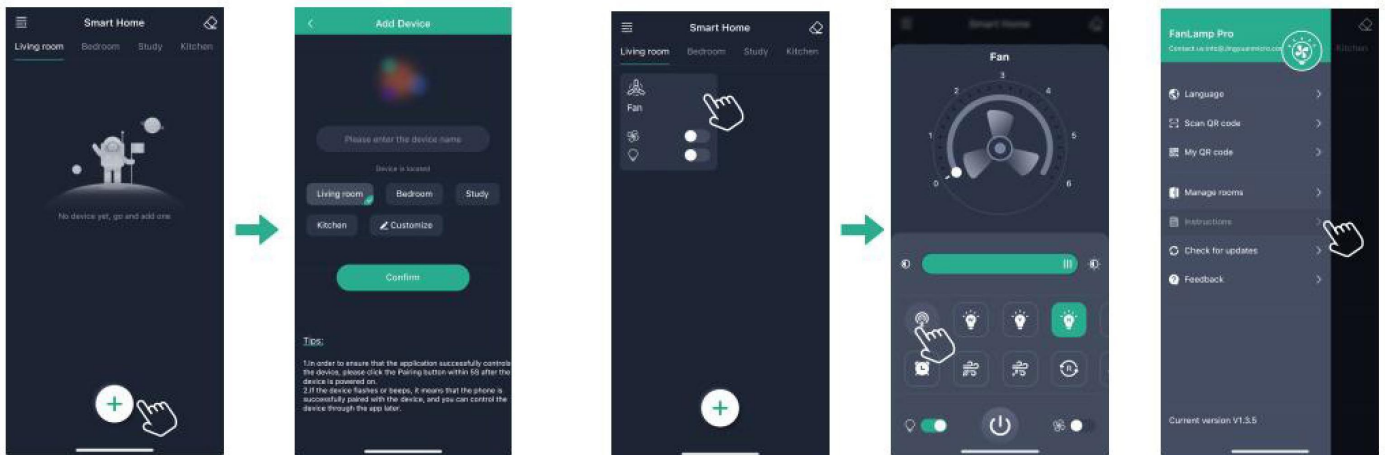 Smart Home
Living room Bedroom Study Kitchen
No device yet, go and add one
Add Device
Please enter the device name
Device is located
Living room Bedroom Study
Kitchen Customize
Confirm
Tips:
1.In order to ensure that the application successfully controls
the device, please click the Pairing button within 5S after the
device is powered on.
2.If the device flashes or beeps, it means that the phone is
successfully paired with the device, and you can control the
device through the app later.
Smart Home
Living room Bedroom Study Kitchen
Fan
Smart Home
Fan
0 1 2 3 4 5 6
R
FanLamp Pro
Kitchen
Language
Scan QR code
My QR code
Manage rooms
Instructions
Check for updates
Feedback
Current version V1.3.5